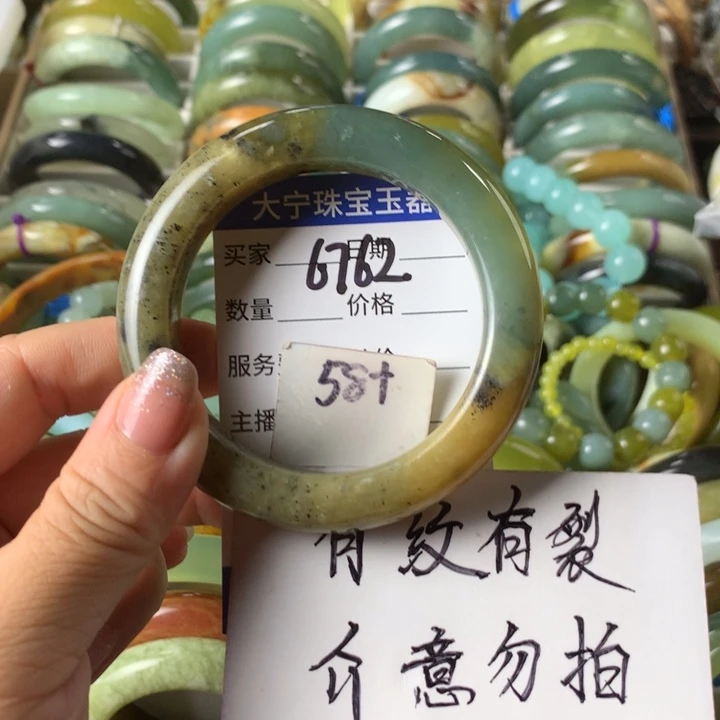 大宁珠宝玉器
买家 日期
6762
数量 价格
服务
58+
主播
有纹有裂
介意勿拍